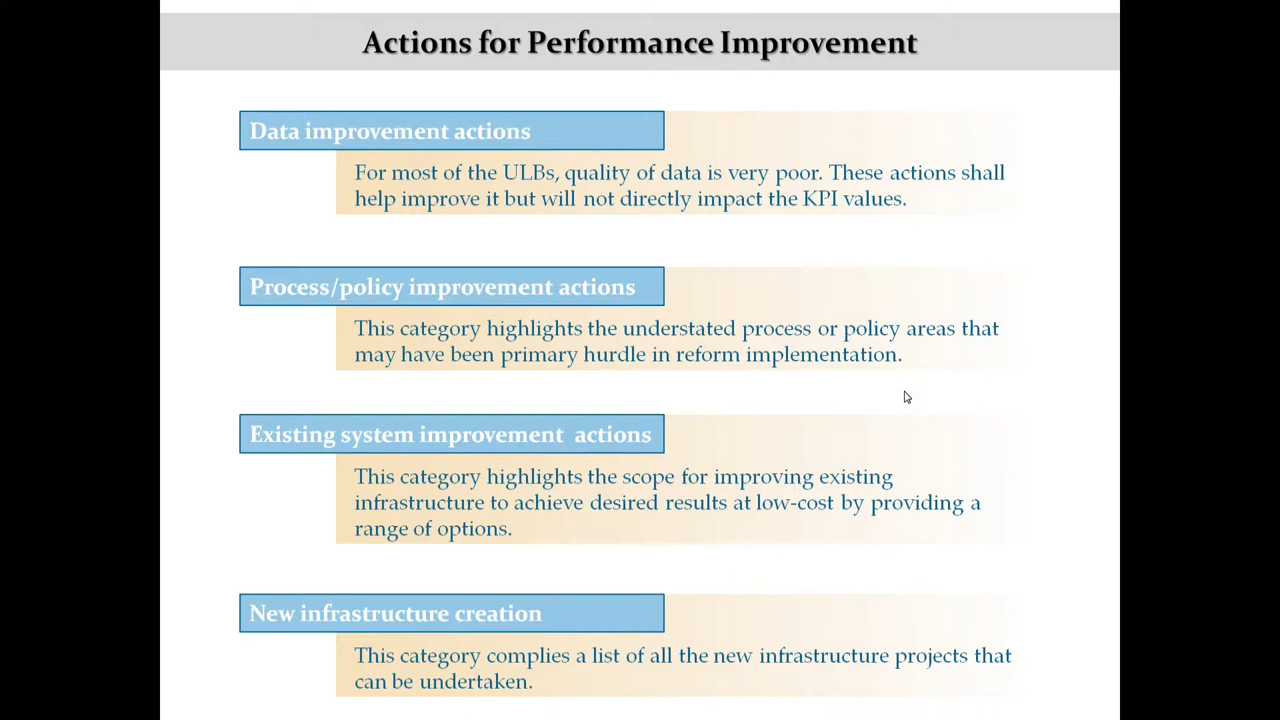 Actions for Performance Improvement
Data improvement actions
For most of the ULBs, quality of data is very poor. These actions shall
help improve it but will not directly impact the KPI values.
Process/policy improvement actions
This category highlights the understated process or policy areas that
may have been primary hurdle in reform implementation.
Existing system improvement  actions
This category highlights the scope for improving existing
infrastructure to achieve desired results at low-cost by providing a
range of options.
New infrastructure creation
This category complies a list of all the new infrastructure projects that
can be undertaken.